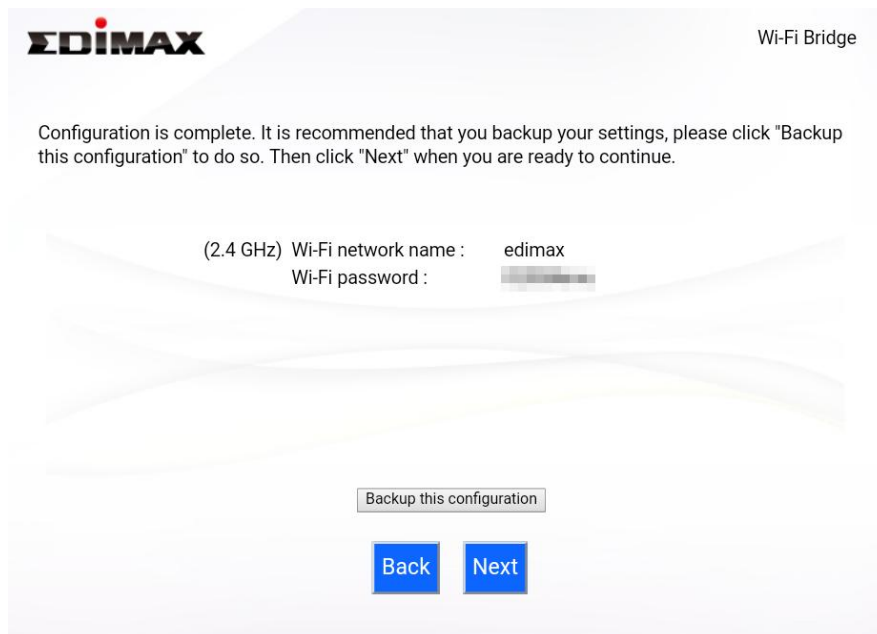 EDIMAX
Wi-Fi Bridge
Configuration is complete. It is recommended that you backup your settings, please click "Backup
this configuration" to do so. Then click "Next" when you are ready to continue.
(2.4 GHz) Wi-Fi network name : edimax
Wi-Fi password :
Backup this configuration
Back Next